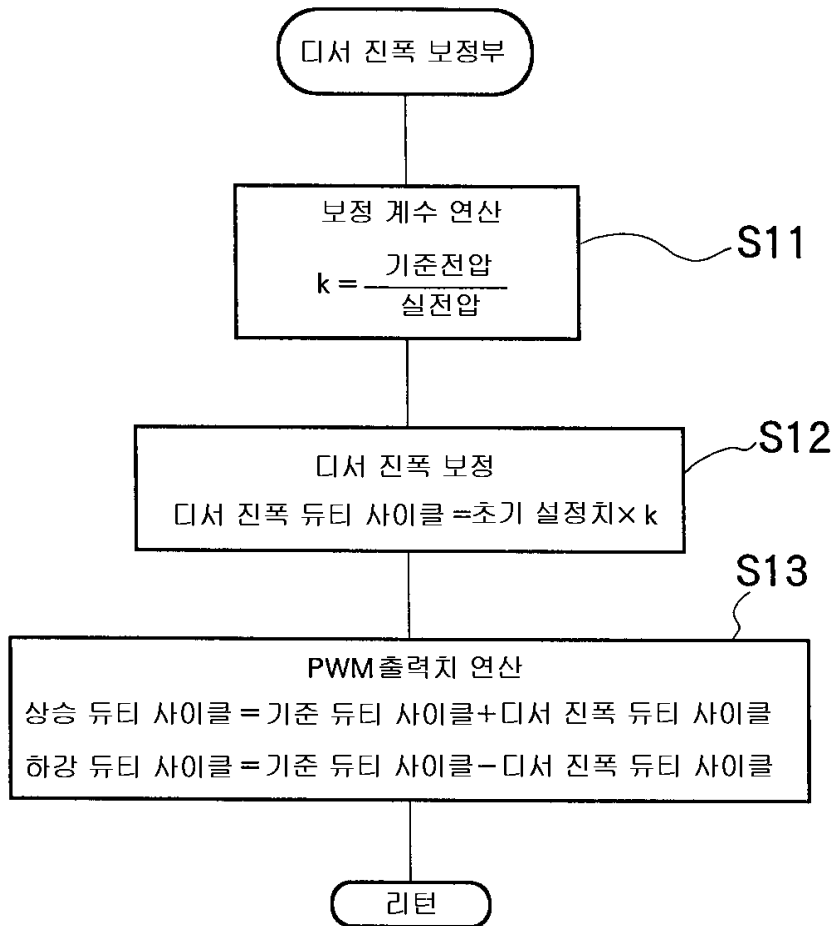 디서 진폭 보정부
보정 계수 연산
k = 기준전압
실전압
S11
디서 진폭 보정
디서 진폭 듀티 사이클=초기 설정치× k
S12
S13
PWM출력치 연산
상승 듀티 사이클=기준 듀티 사이클+디서 진폭 듀티 사이클
하강 듀티 사이클=기준 듀티 사이클-디서 진폭 듀티 사이클
리턴